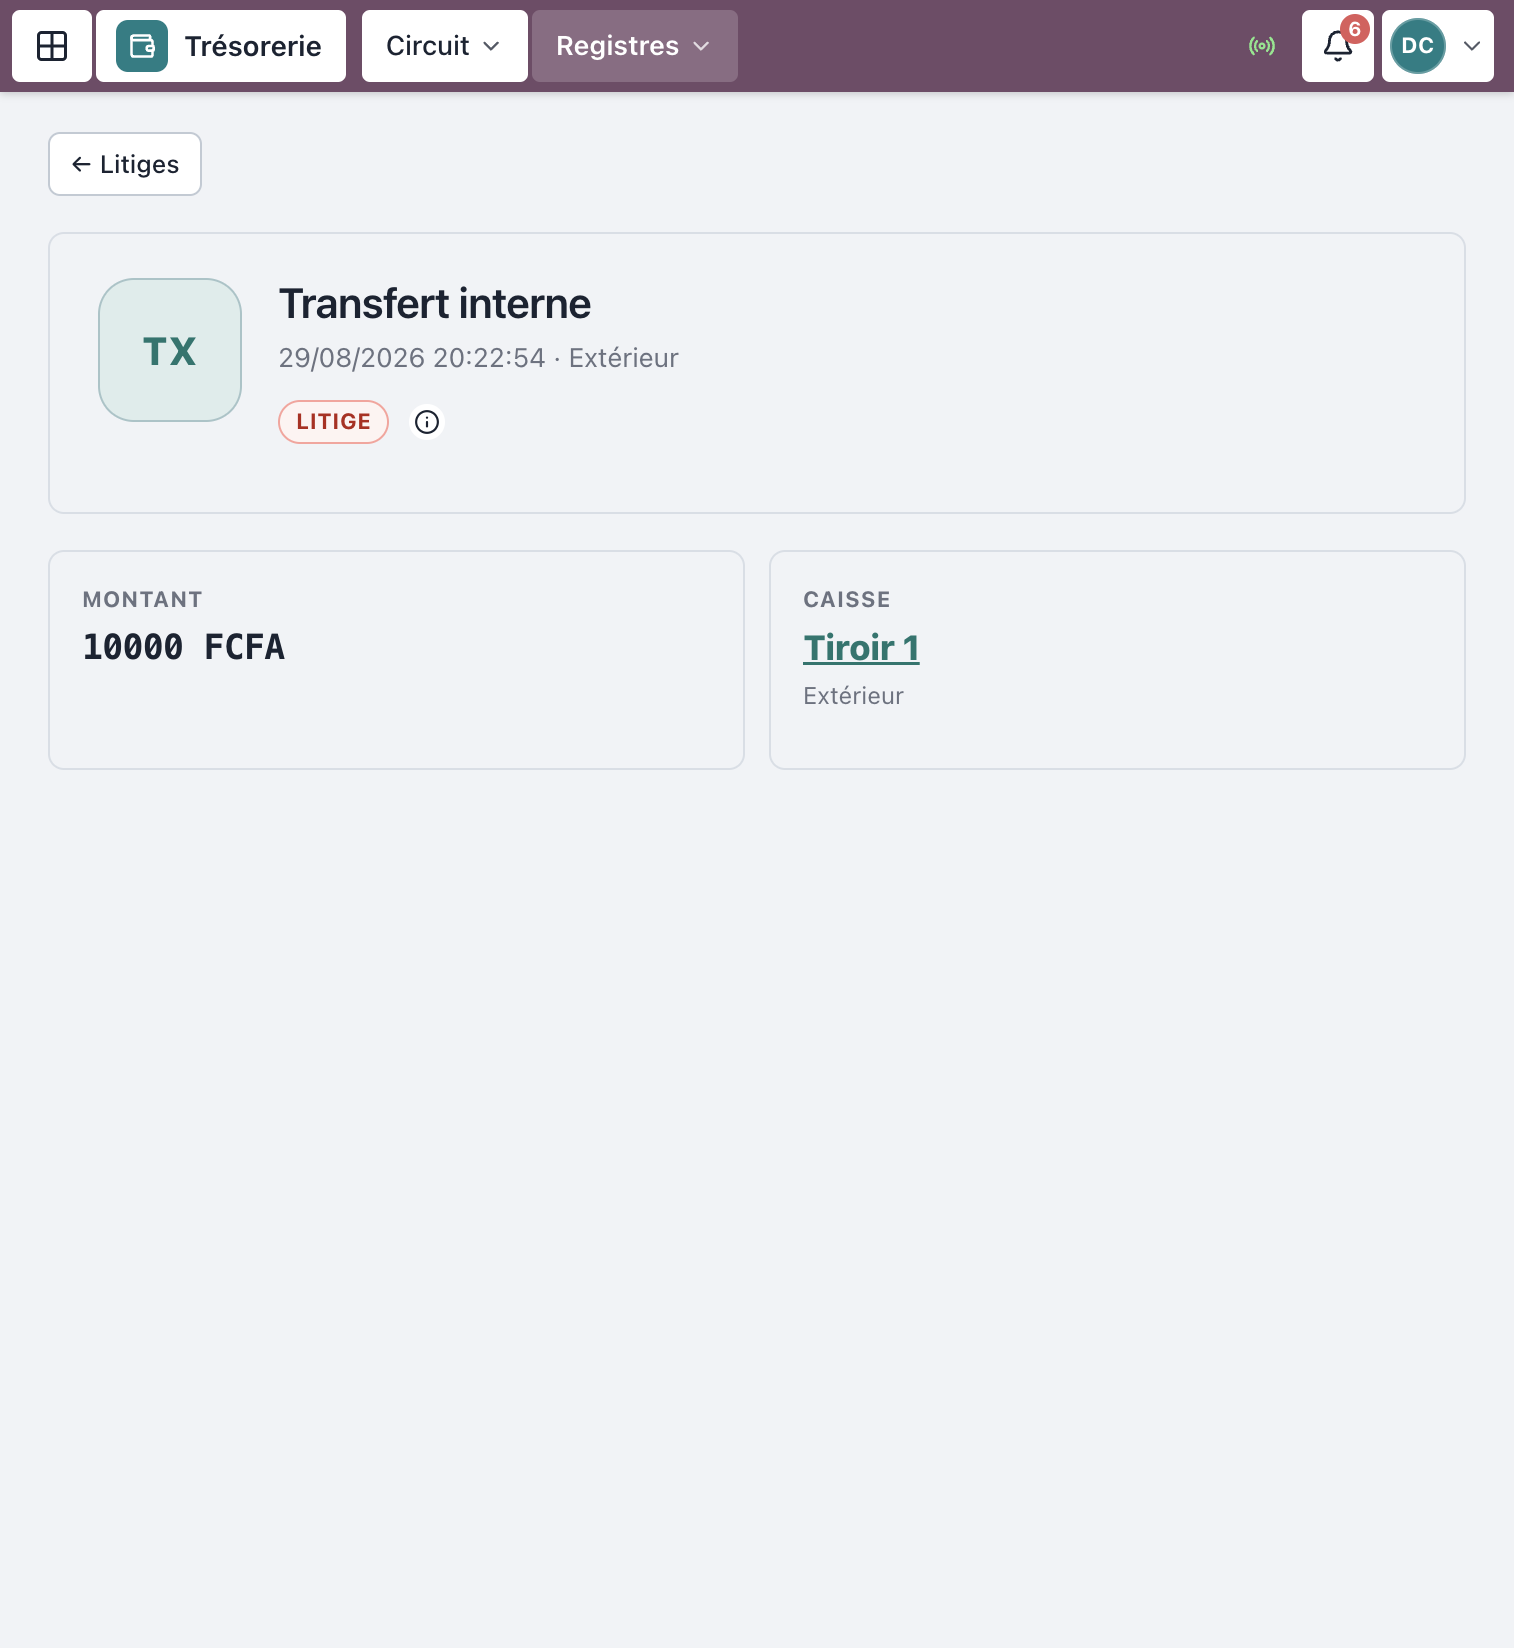 Trésorerie
Circuit
Registres
6
DC
← Litiges
TX
Transfert interne
29/08/2026 20:22:54 · Extérieur
LITIGE
MONTANT
10000 FCFA
CAISSE
Tiroir 1
Extérieur